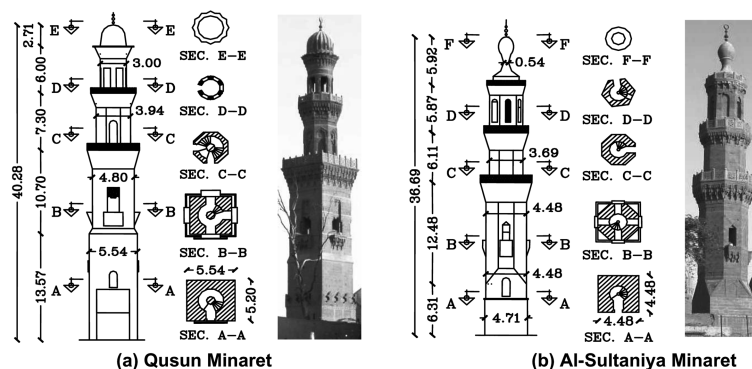 E
E
2.71
SEC. E-E
3.00
6.00
D
D
SEC. D-D
3.94
7.30
C
C
SEC. C-C
40.28
4.80
10.70
B
B
SEC. B-B
5.54
5.54
13.57
A
A
5.20
SEC. A-A
(a) Qusun Minaret
F
F
5.92
SEC. F-F
0.54
5.87
D
D
SEC. D-D
6.11
3.69
C
C
SEC. C-C
36.69
4.48
12.48
B
B
SEC. B-B
4.48
6.31
A
A
4.48
4.71
4.48
SEC. A-A
(b) Al-Sultaniya Minaret